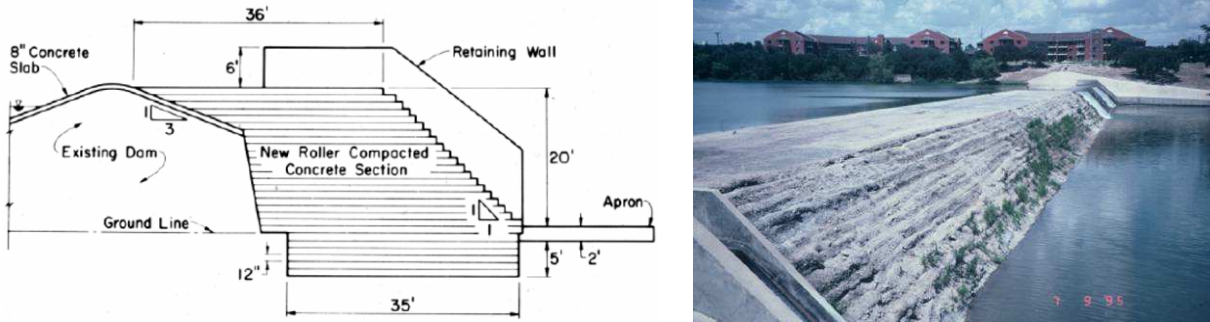 36'
8" Concrete
Slab
6'
Retaining Wall
1
3
Existing Dam
New Roller Compacted
Concrete Section
20'
1
1
Apron
Ground Line
12"
5'
2'
35'
7 9 95